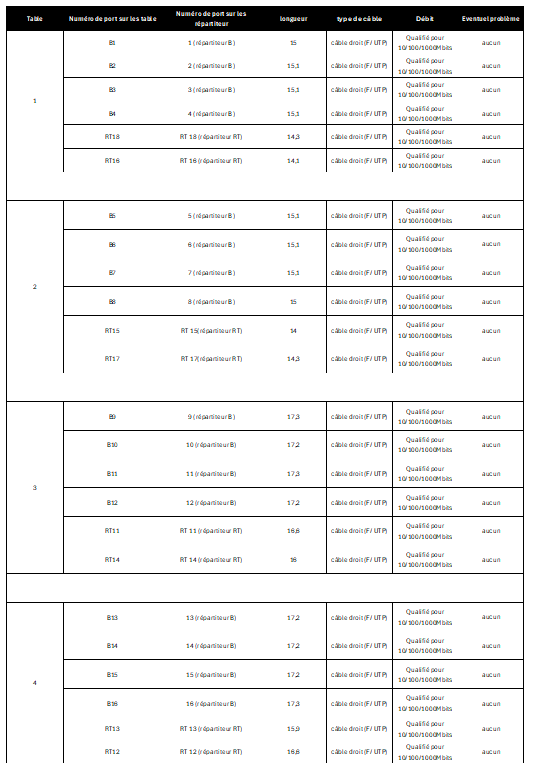 Table Numéro de port sur les table Numéro de port sur les répartiteur longueur type de câble Débit Eventuel problème
1
B1 1 (répartiteur B) 15 câble droit (F/UTP) Qualifié pour 10/100/1000Mbits aucun
B2 2 (répartiteur B) 15,1 câble droit (F/UTP) Qualifié pour 10/100/1000Mbits aucun
B3 3 (répartiteur B) 15,1 câble droit (F/UTP) Qualifié pour 10/100/1000Mbits aucun
B4 4 (répartiteur B) 15,1 câble droit (F/UTP) Qualifié pour 10/100/1000Mbits aucun
RT18 RT 18 (répartiteur RT) 14,3 câble droit (F/UTP) Qualifié pour 10/100/1000Mbits aucun
RT16 RT 16 (répartiteur RT) 14,1 câble droit (F/UTP) Qualifié pour 10/100/1000Mbits aucun
2
B5 5 (répartiteur B) 15,1 câble droit (F/UTP) Qualifié pour 10/100/1000Mbits aucun
B6 6 (répartiteur B) 15,1 câble droit (F/UTP) Qualifié pour 10/100/1000Mbits aucun
B7 7 (répartiteur B) 15,1 câble droit (F/UTP) Qualifié pour 10/100/1000Mbits aucun
B8 8 (répartiteur B) 15 câble droit (F/UTP) Qualifié pour 10/100/1000Mbits aucun
RT15 RT 15(répartiteur RT) 14 câble droit (F/UTP) Qualifié pour 10/100/1000Mbits aucun
RT17 RT 17(répartiteur RT) 14,3 câble droit (F/UTP) Qualifié pour 10/100/1000Mbits aucun
3
B9 9 (répartiteur B) 17,3 câble droit (F/UTP) Qualifié pour 10/100/1000Mbits aucun
B10 10 (répartiteur B) 17,2 câble droit (F/UTP) Qualifié pour 10/100/1000Mbits aucun
B11 11 (répartiteur B) 17,3 câble droit (F/UTP) Qualifié pour 10/100/1000Mbits aucun
B12 12 (répartiteur B) 17,2 câble droit (F/UTP) Qualifié pour 10/100/1000Mbits aucun
RT11 RT 11 (répartiteur RT) 16,6 câble droit (F/UTP) Qualifié pour 10/100/1000Mbits aucun
RT14 RT 14 (répartiteur RT) 16 câble droit (F/UTP) Qualifié pour 10/100/1000Mbits aucun
4
B13 13 (répartiteur B) 17,2 câble droit (F/UTP) Qualifié pour 10/100/1000Mbits aucun
B14 14 (répartiteur B) 17,2 câble droit (F/UTP) Qualifié pour 10/100/1000Mbits aucun
B15 15 (répartiteur B) 17,2 câble droit (F/UTP) Qualifié pour 10/100/1000Mbits aucun
B16 16 (répartiteur B) 17,3 câble droit (F/UTP) Qualifié pour 10/100/1000Mbits aucun
RT13 RT 13 (répartiteur RT) 15,9 câble droit (F/UTP) Qualifié pour 10/100/1000Mbits aucun
RT12 RT 12 (répartiteur RT) 16,6 câble droit (F/UTP) Qualifié pour 10/100/1000Mbits aucun